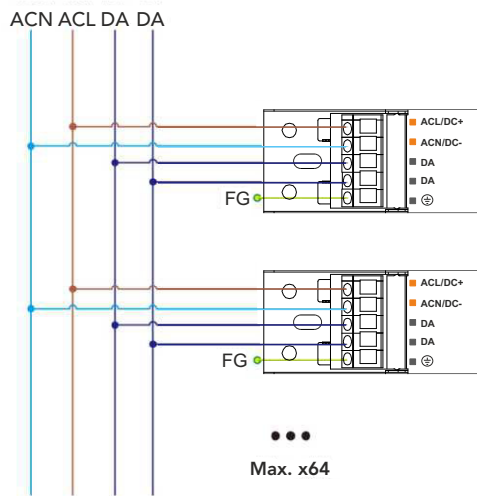 ACN ACL DA DA
ACL/DC+
ACN/DC-
DA
DA
FG
ACL/DC+
ACN/DC-
DA
DA
FG
Max. x64